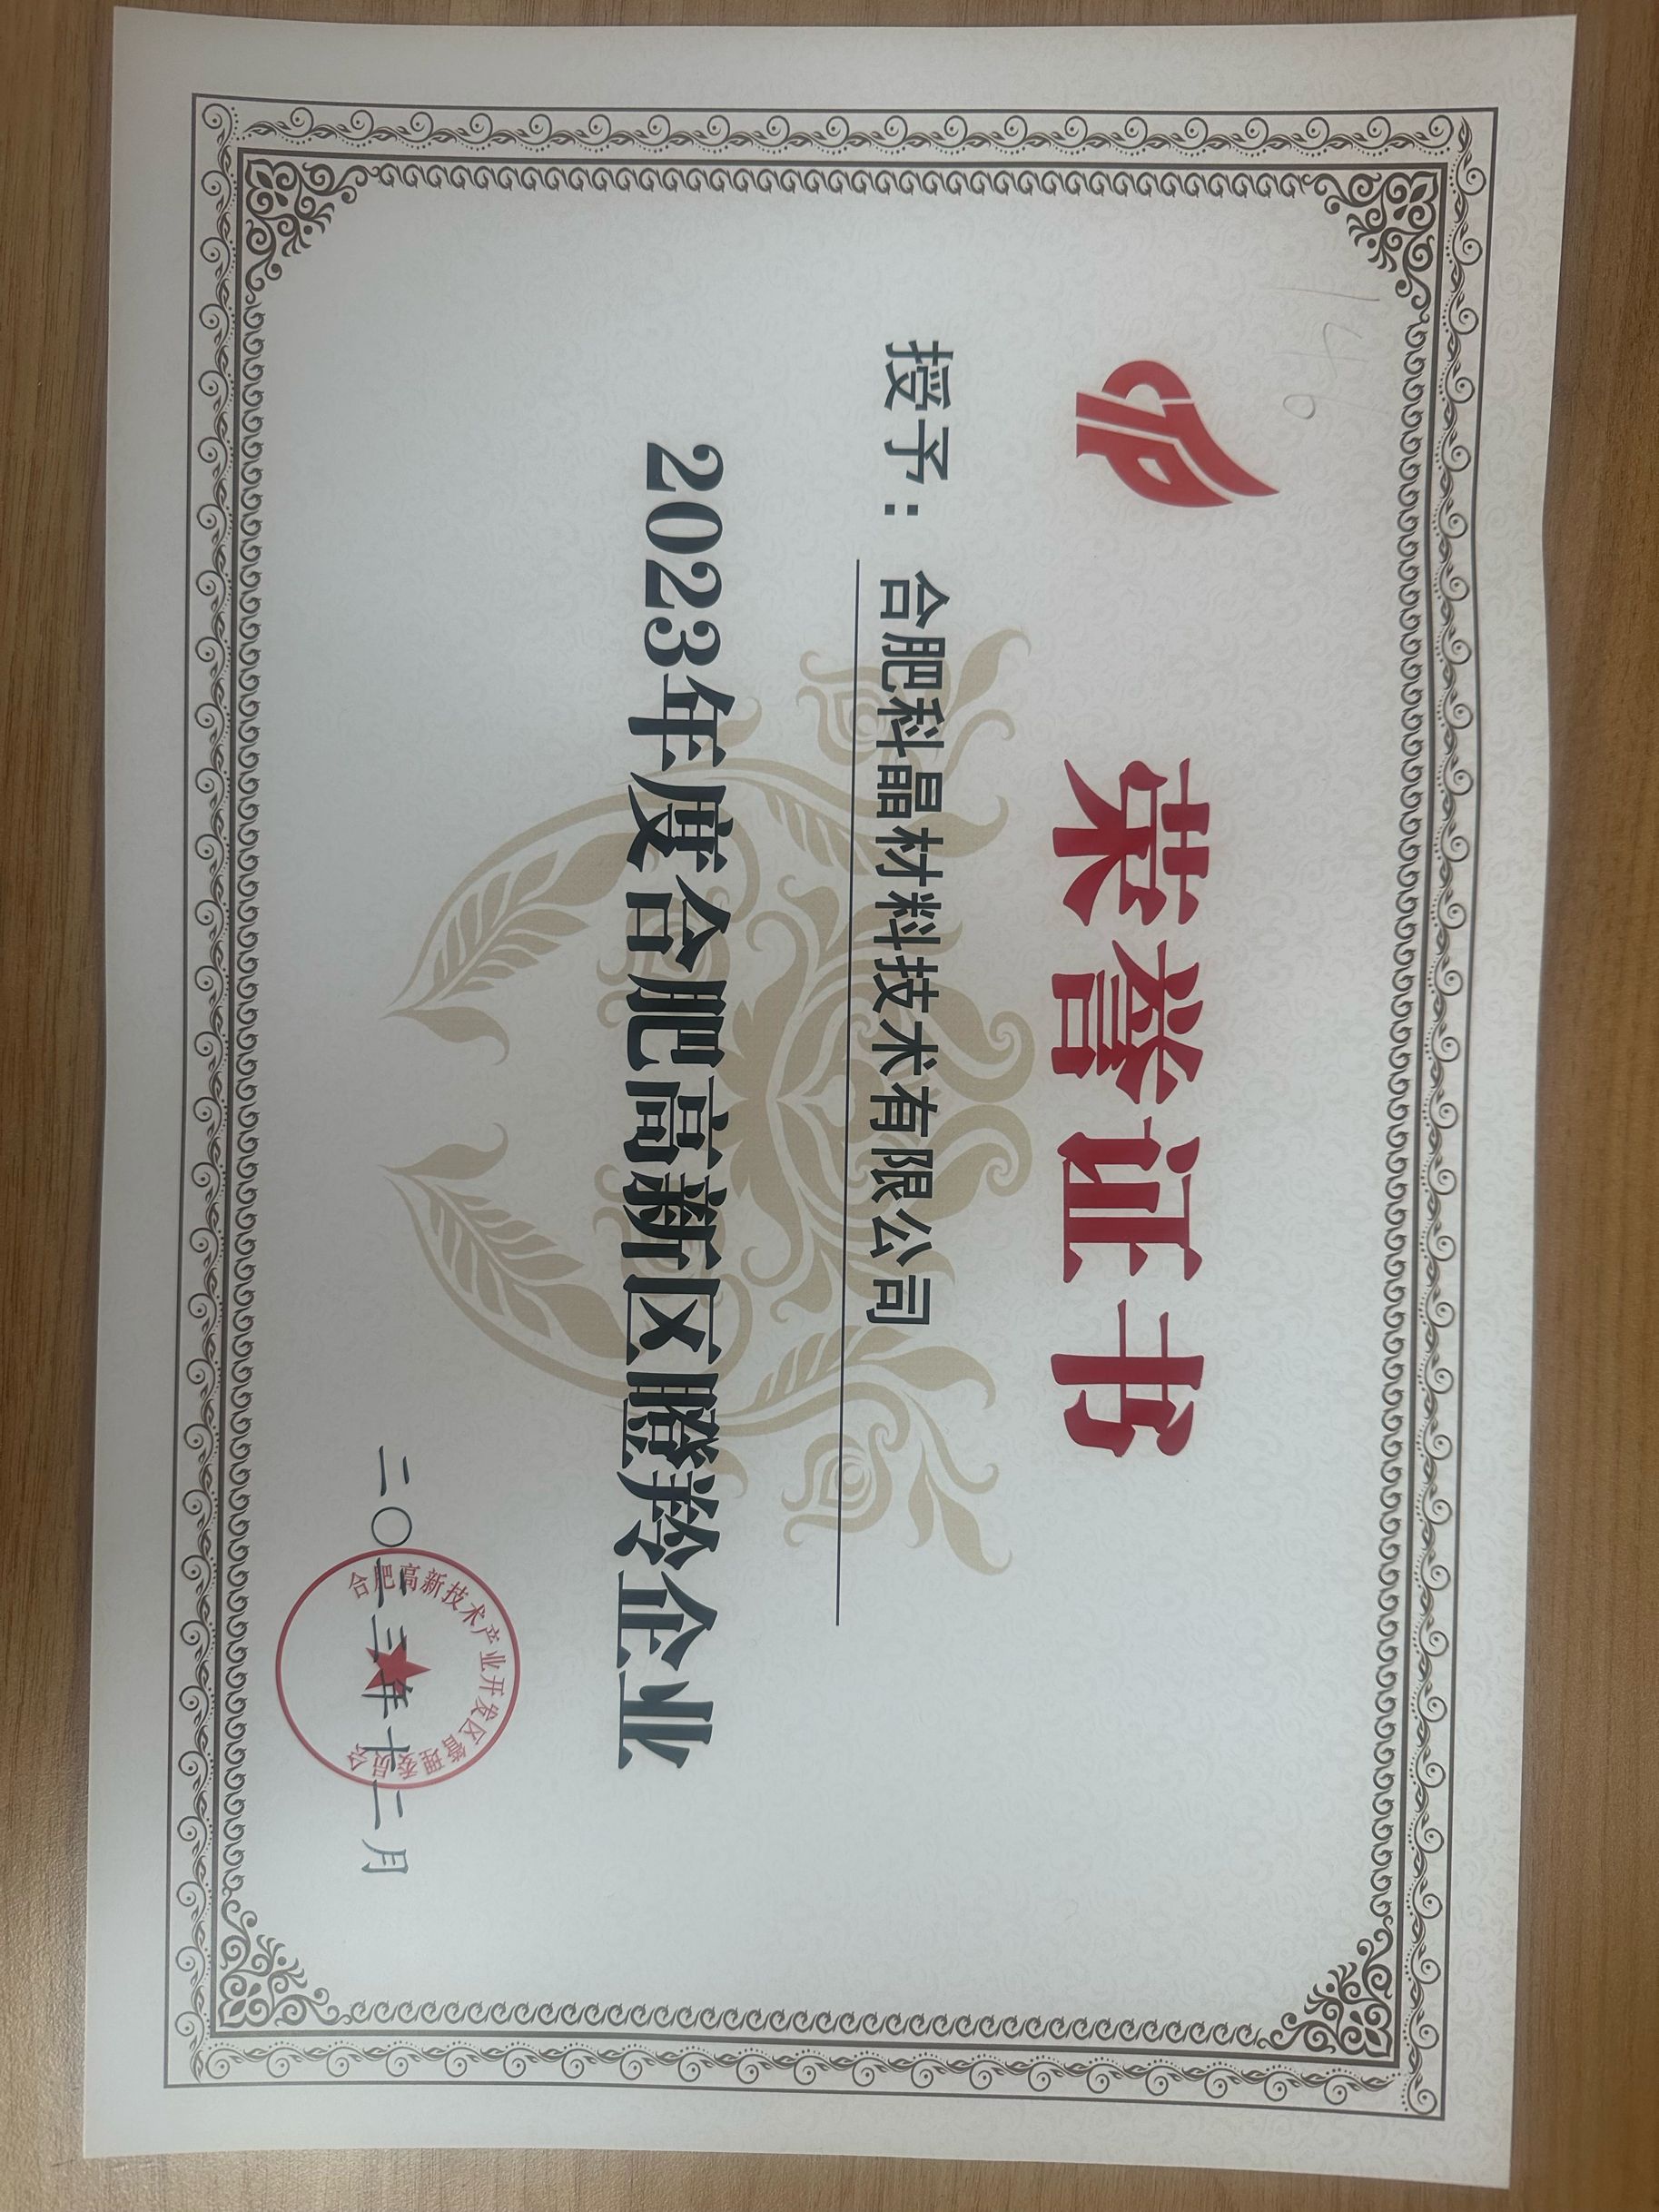 荣誉证书
授予：合肥科晶材料技术有限公司
2023年度合肥高新区瞪羚企业
二〇二三年十二月
合肥高新技术产业开发区管理委员会